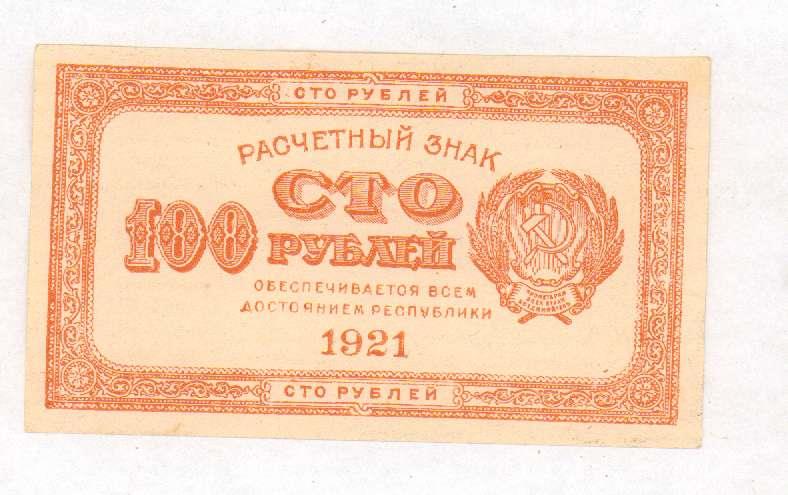 СТО РУБЛЕЙ
РАСЧЕТНЫЙ ЗНАК
СТО
100 РУБЛЕЙ
ОБЕСПЕЧИВАЕТСЯ ВСЕМ
ДОСТОЯНИЕМ РЕСПУБЛИКИ
1921
СТО РУБЛЕЙ